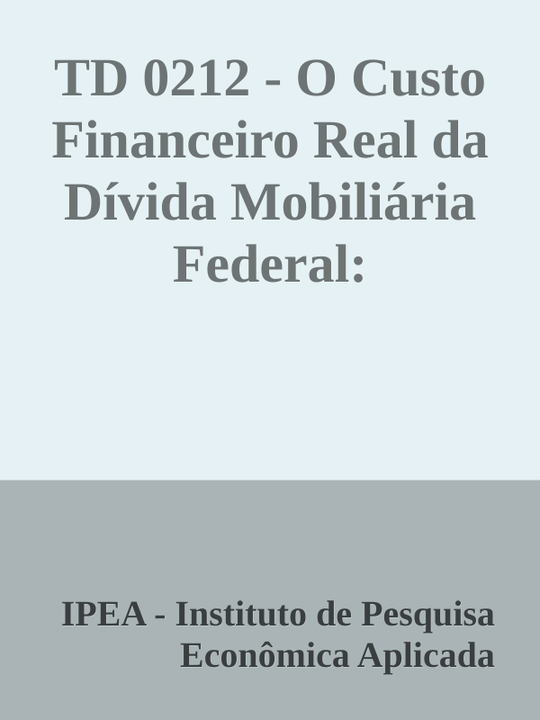 TD 0212 - O Custo
Financeiro Real da
Dívida Mobiliária
Federal:
IPEA - Instituto de Pesquisa
Econômica Aplicada